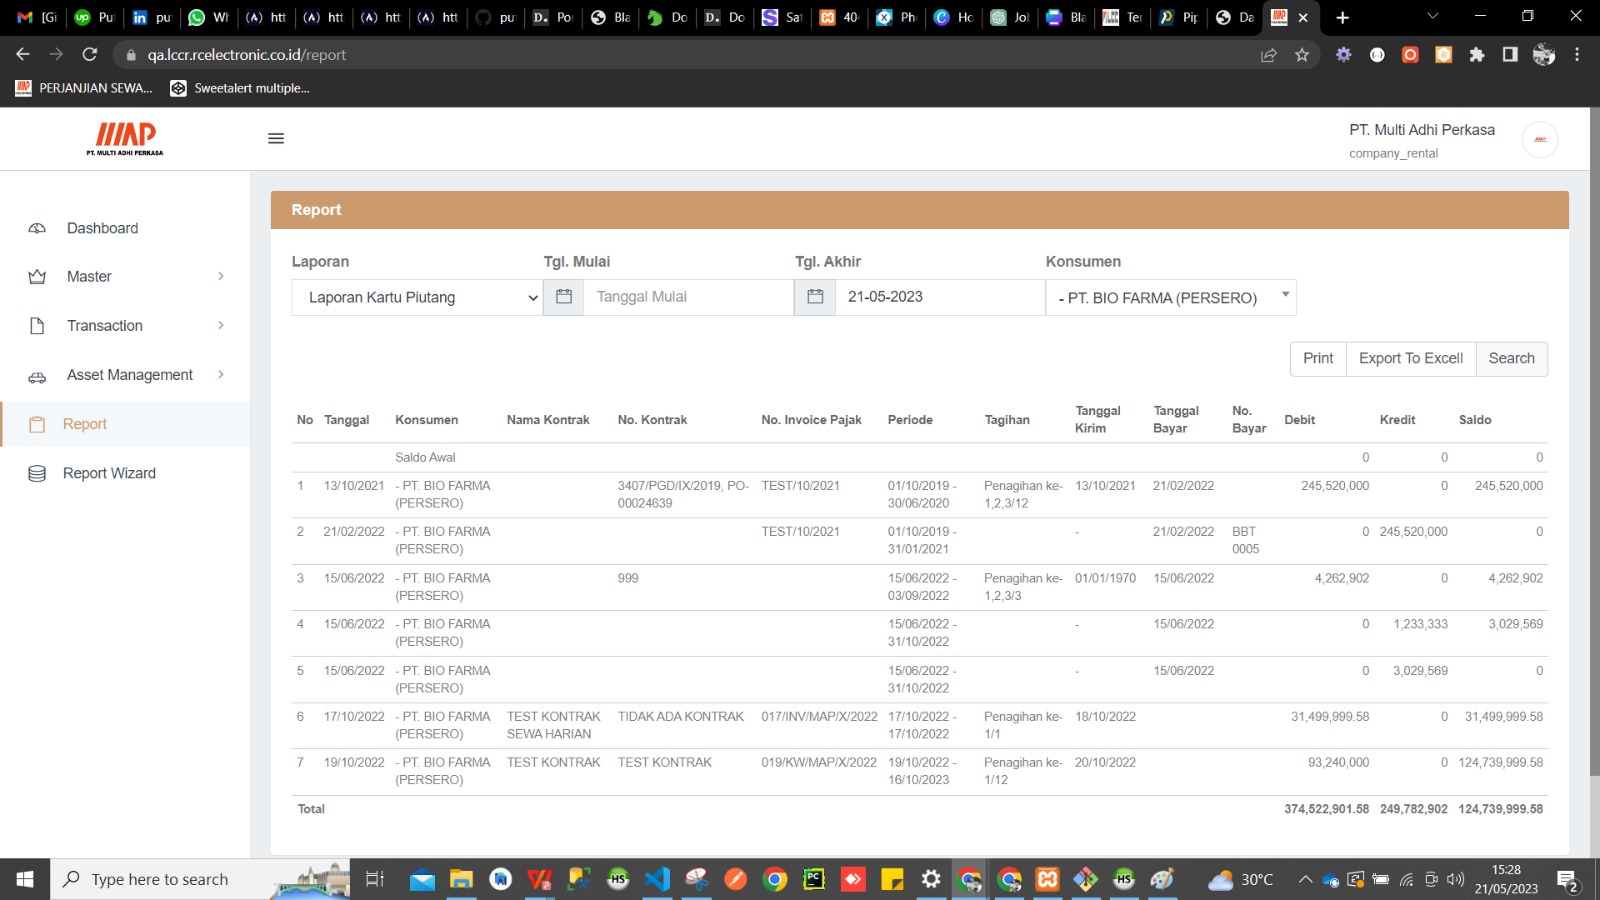 [Gi
Pu
pu
Wh
htt
htt
htt
htt
pu
Po
Bla
Do
Do
Sat
40
Ph
Ho
Jol
Bla
Ter
Pip
Da
qa.lccr.rcelectronic.co.id/report
PERJANJIAN SEWA...
Sweetalert multiple...
MAP
PT. MULTI ADHI PERKASA
PT. Multi Adhi Perkasa
company_rental
Dashboard
Master
Transaction
Asset Management
Report
Report Wizard
Report
Laporan Tgl. Mulai Tgl. Akhir Konsumen
Laporan Kartu Piutang Tanggal Mulai 21-05-2023 - PT. BIO FARMA (PERSERO)
Print Export To Excell Search
No Tanggal Konsumen Nama Kontrak No. Kontrak No. Invoice Pajak Periode Tagihan Tanggal Kirim Tanggal Bayar No. Bayar Debit Kredit Saldo
Saldo Awal 0 0 0
1 13/10/2021 - PT. BIO FARMA 3407/PGD/IX/2019, PO- TEST/10/2021 01/10/2019 - Penagihan ke- 13/10/2021 21/02/2022 245,520,000 0 245,520,000
(PERSERO) 00024639 30/06/2020 1,2,3/12
2 21/02/2022 - PT. BIO FARMA TEST/10/2021 01/10/2019 - - 21/02/2022 BBT 0 245,520,000 0
(PERSERO) 31/01/2021 0005
3 15/06/2022 - PT. BIO FARMA 999 15/06/2022 - Penagihan ke- 01/01/1970 15/06/2022 4,262,902 0 4,262,902
(PERSERO) 03/09/2022 1,2,3/3
4 15/06/2022 - PT. BIO FARMA 15/06/2022 - - 15/06/2022 0 1,233,333 3,029,569
(PERSERO) 31/10/2022
5 15/06/2022 - PT. BIO FARMA 15/06/2022 - - 15/06/2022 0 3,029,569 0
(PERSERO) 31/10/2022
6 17/10/2022 - PT. BIO FARMA TEST KONTRAK TIDAK ADA KONTRAK 017/INV/MAP/X/2022 17/10/2022 - Penagihan ke- 18/10/2022 31,499,999.58 0 31,499,999.58
(PERSERO) SEWA HARIAN 17/10/2022 1/1
7 19/10/2022 - PT. BIO FARMA TEST KONTRAK TEST KONTRAK 019/KW/MAP/X/2022 19/10/2022 - Penagihan ke- 20/10/2022 93,240,000 0 124,739,999.58
(PERSERO) 16/10/2023 1/12
Total 374,522,901.58 249,782,902 124,739,999.58
Type here to search
30°C
15:28
21/05/2023
2